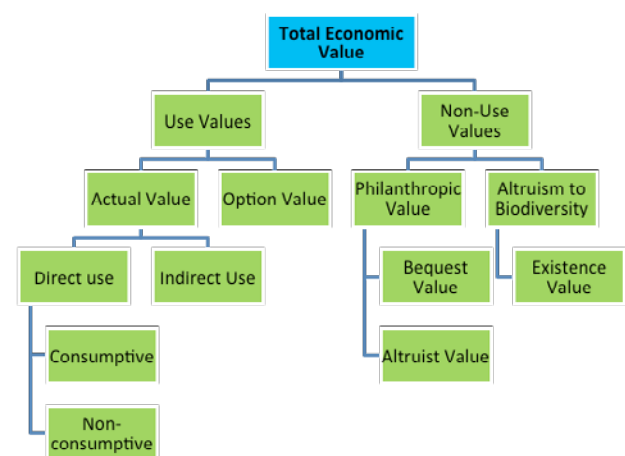 Total Economic
Value
Use Values
Non-Use
Values
Actual Value
Option Value
Philanthropic
Value
Altruism to
Biodiversity
Direct use
Indirect Use
Bequest
Value
Existence
Value
Consumptive
Altruist Value
Non-
consumptive